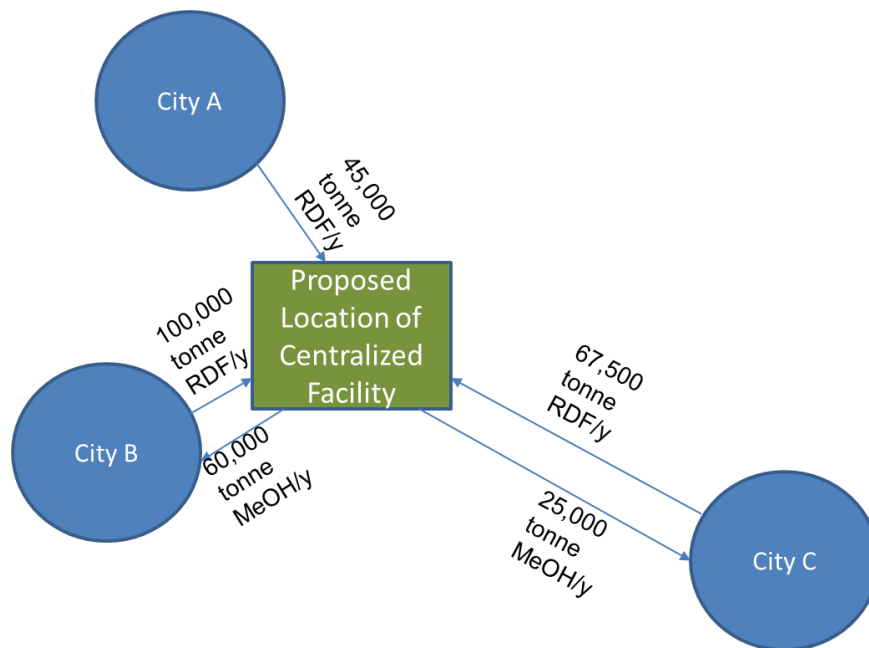 City A
45,000
tonne
RDF/y
Proposed
Location of
Centralized
Facility
100,000
tonne
RDF/y
67,500
tonne
RDF/y
City B
60,000
tonne
MeOH/y
25,000
tonne
MeOH/y
City C